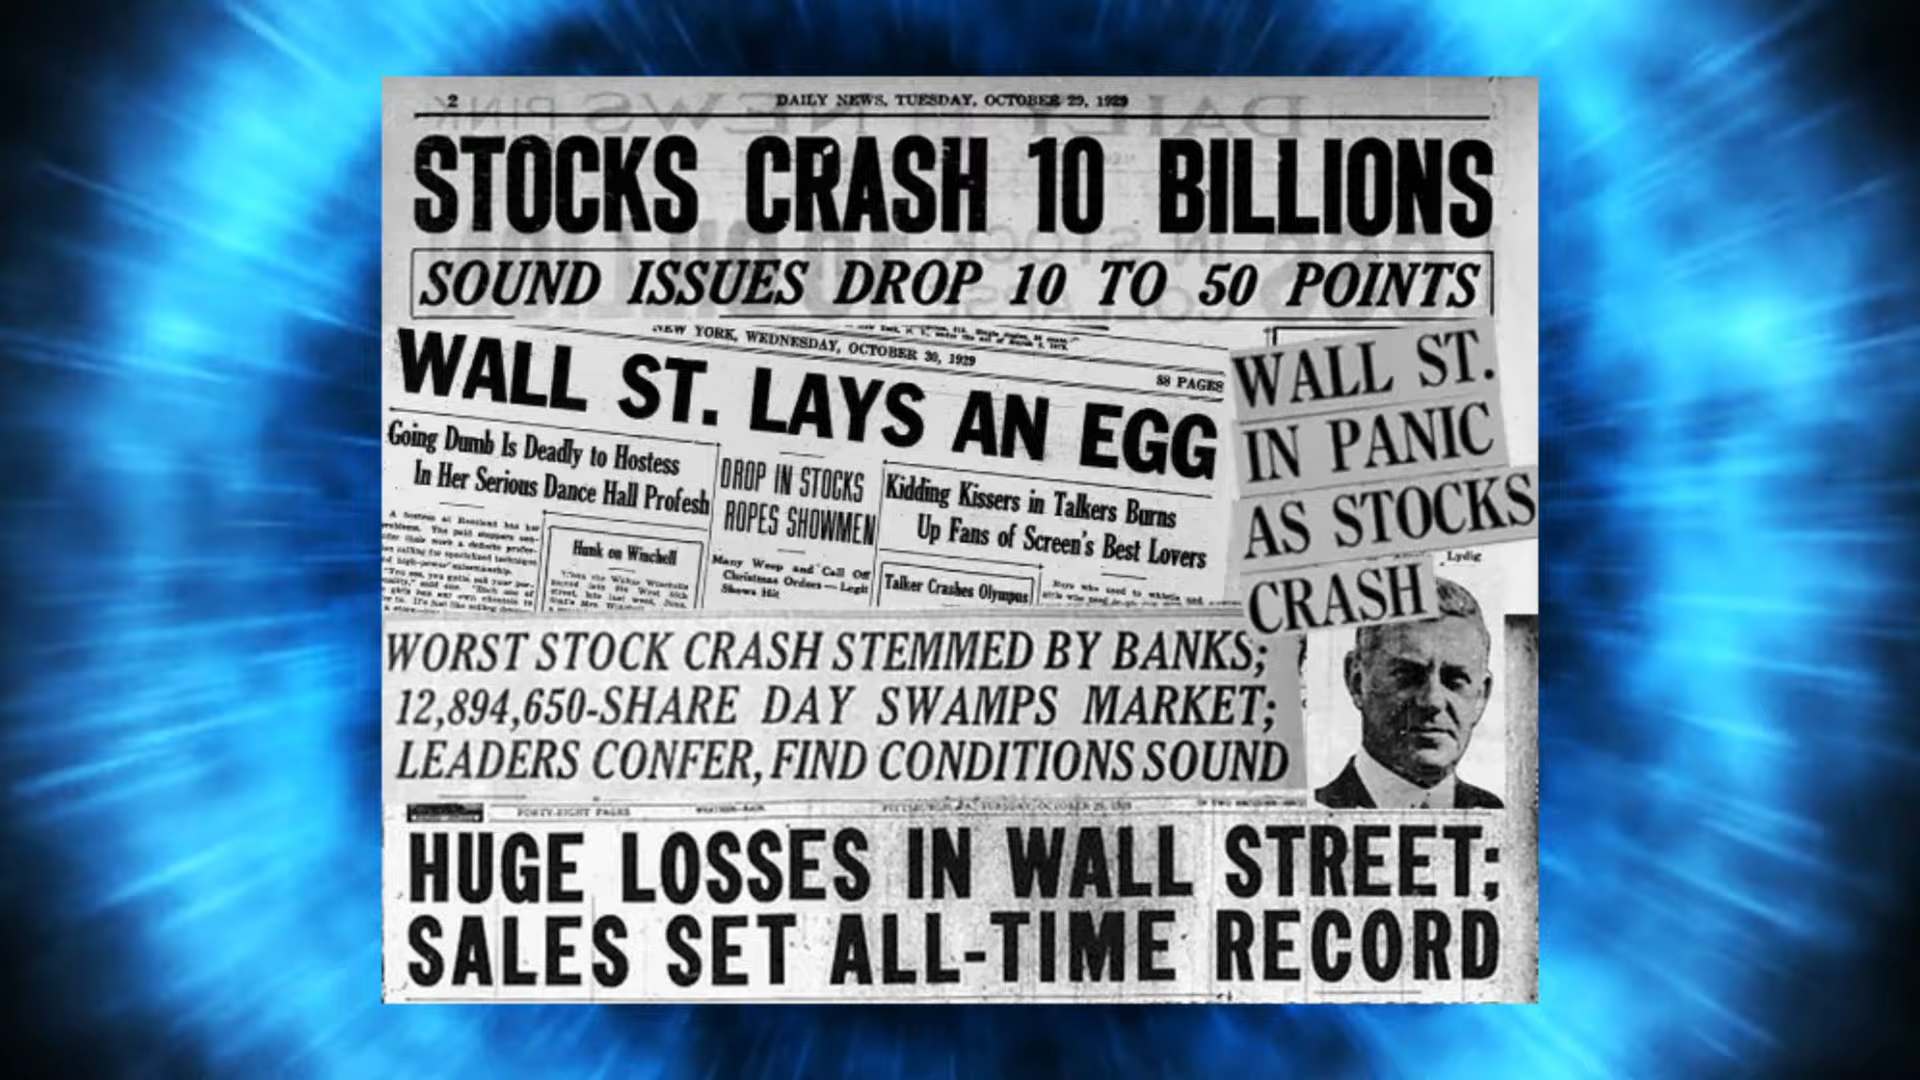 2
DAILY NEWS, TUESDAY, OCTOBER 29, 1929
STOCKS CRASH 10 BILLIONS
SOUND ISSUES DROP 10 TO 50 POINTS
NEW YORK, WEDNESDAY, OCTOBER 30, 1929
88 PAGES
WALL ST. LAYS AN EGG
Going Dumb Is Deadly to Hostess
In Her Serious Dance Hall Profesh
DROP IN STOCKS
ROPES SHOWMEN
Many Weep and Call Off
Christmas Orders — Legit
Shows Hit
Kidding Kissers in Talkers Burns
Up Fans of Screen's Best Lovers
Hunk on Winchell
Talker Crashes Olympus
WALL ST.
IN PANIC
AS STOCKS
CRASH
Lydig
WORST STOCK CRASH STEMMED BY BANKS;
12,894,650-SHARE DAY SWAMPS MARKET;
LEADERS CONFER, FIND CONDITIONS SOUND
FORTY-EIGHT PAGES
HUGE LOSSES IN WALL STREET;
SALES SET ALL-TIME RECORD